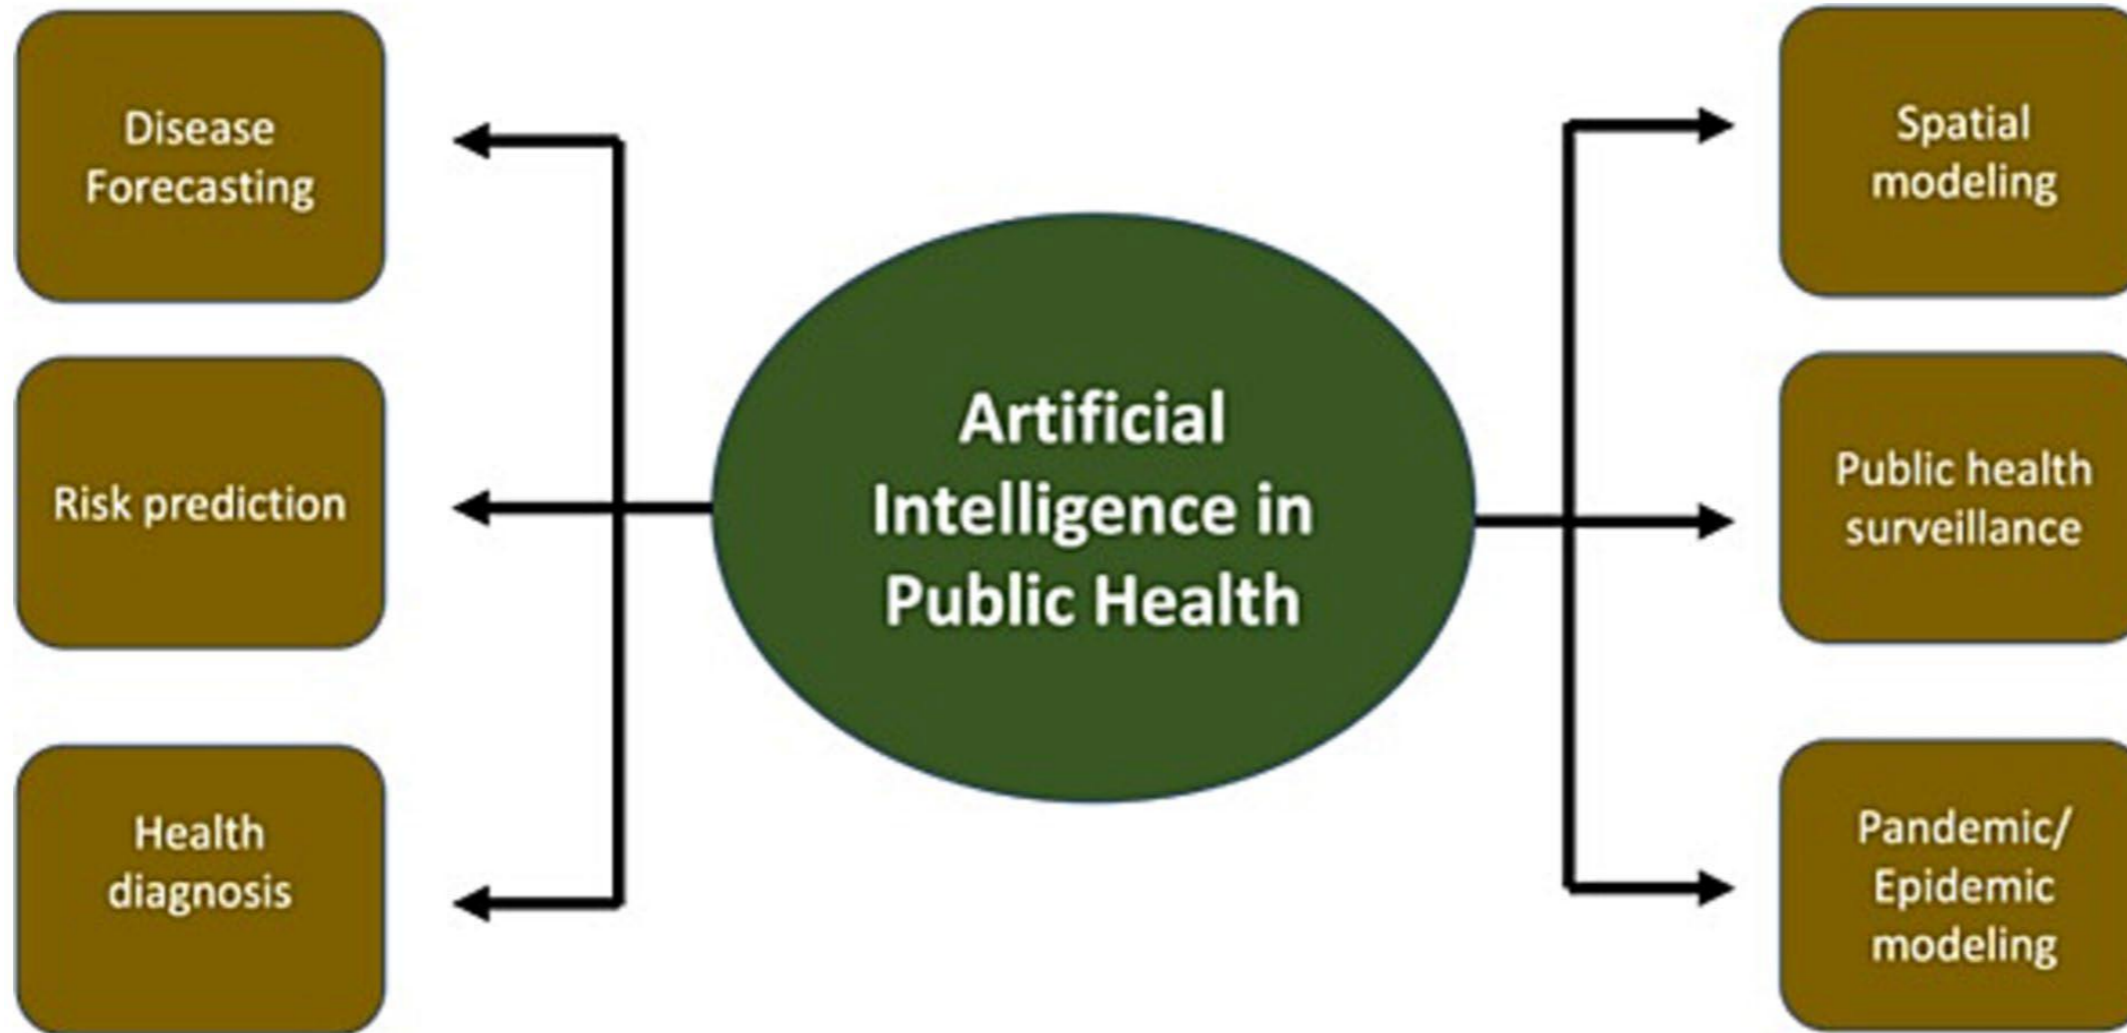 Disease
Forecasting
Risk prediction
Health
diagnosis
Artificial
Intelligence in
Public Health
Spatial
modeling
Public health
surveillance
Pandemic/
Epidemic
modeling